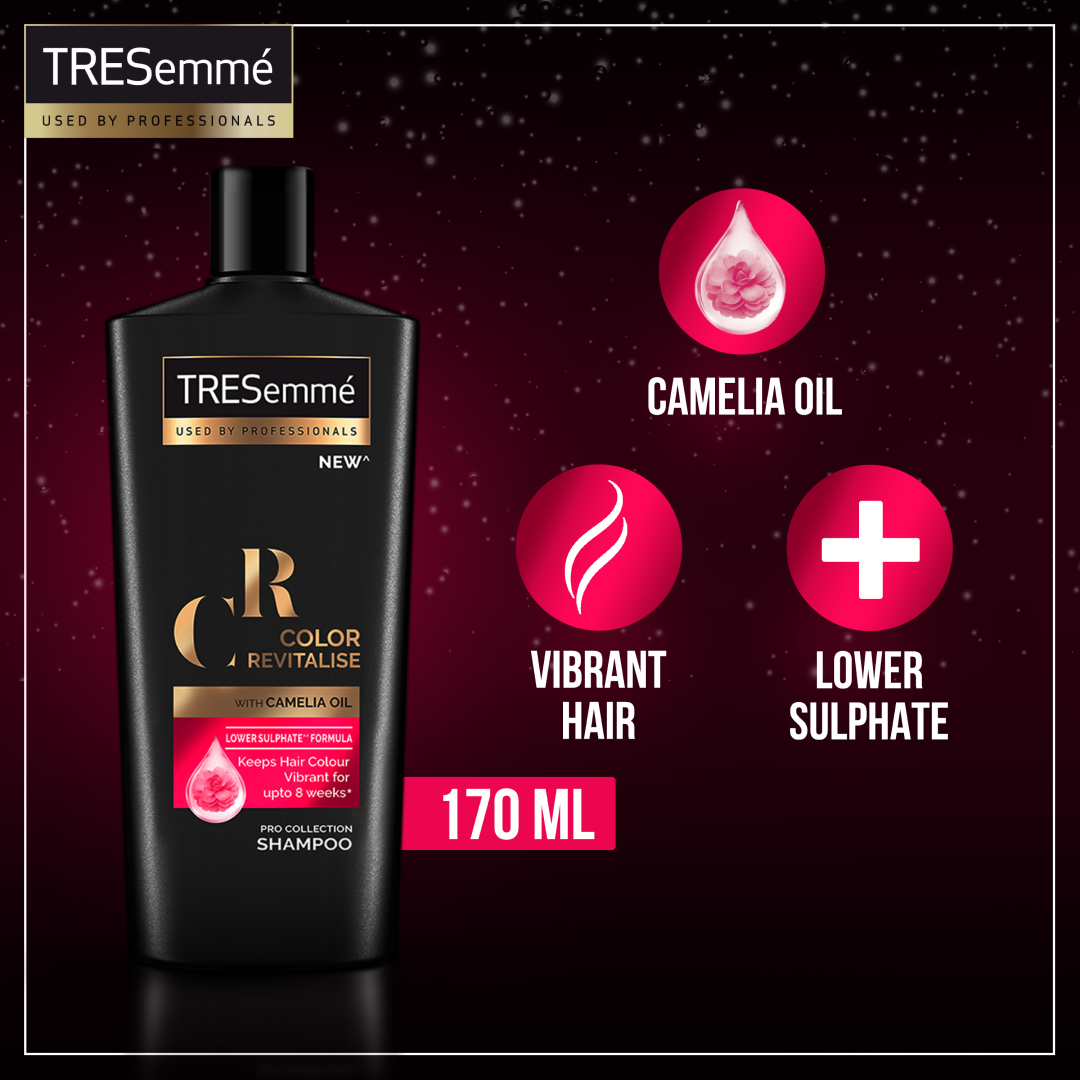 TRESemmé
USED BY PROFESSIONALS
TRESemmé
USED BY PROFESSIONALS
NEW^
CR
COLOR
REVITALISE
WITH CAMELIA OIL
LOWER SULPHATE** FORMULA
Keeps Hair Colour
Vibrant for
upto 8 weeks*
PRO COLLECTION
SHAMPOO
170 ML
CAMELIA OIL
VIBRANT
HAIR
LOWER
SULPHATE